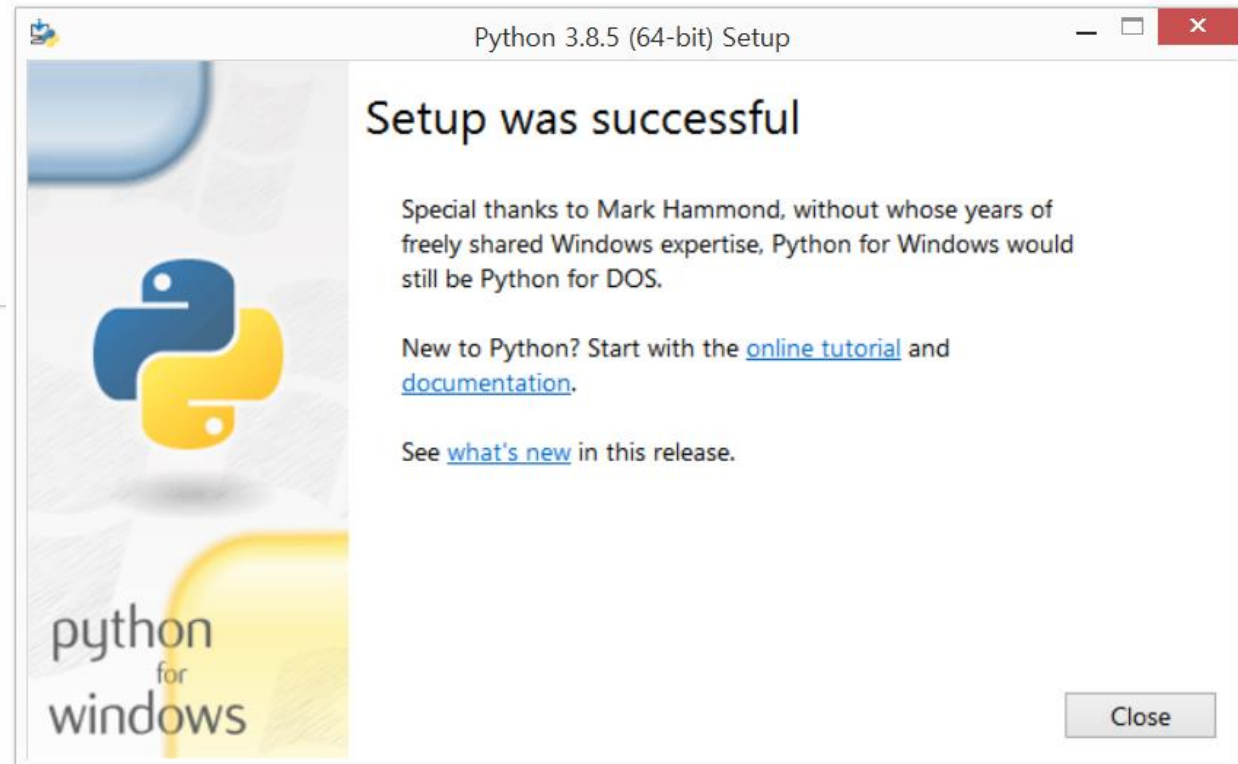 Python 3.8.5 (64-bit) Setup
Setup was successful
Special thanks to Mark Hammond, without whose years of
freely shared Windows expertise, Python for Windows would
still be Python for DOS.
New to Python? Start with the online tutorial and
documentation.
See what's new in this release.
python
for
windows
Close